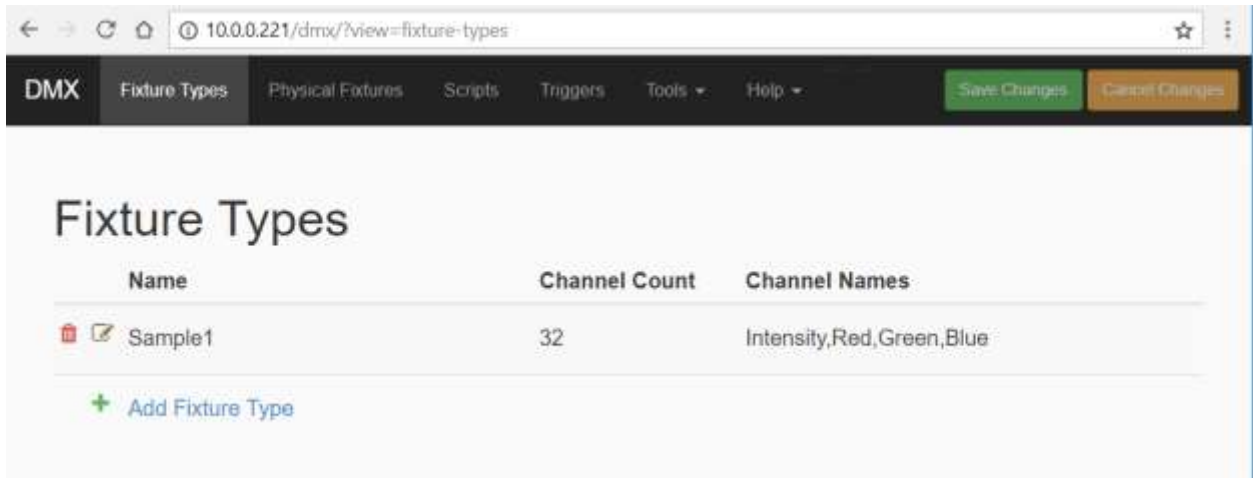 10.0.0.221/dmx/?view=fixture-types
DMX Fixture Types Physical Fixtures Scripts Triggers Tools Help Save Changes Cancel Changes
Fixture Types
Name Channel Count Channel Names
Sample1 32 Intensity,Red,Green,Blue
Add Fixture Type